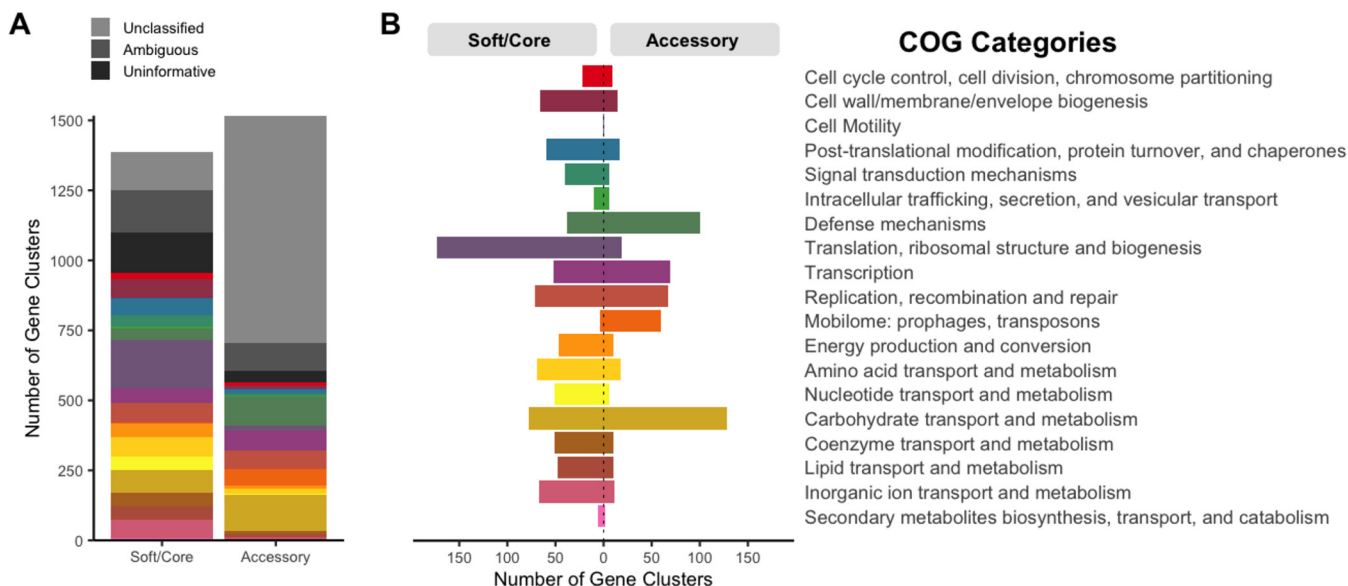 A
Unclassified
Ambiguous
Uninformative
Number of Gene Clusters
1500
1250
1000
750
500
250
0
Soft/Core
Accessory
B
Soft/Core
Accessory
COG Categories
Cell cycle control, cell division, chromosome partitioning
Cell wall/membrane/envelope biogenesis
Cell Motility
Post-translational modification, protein turnover, and chaperones
Signal transduction mechanisms
Intracellular trafficking, secretion, and vesicular transport
Defense mechanisms
Translation, ribosomal structure and biogenesis
Transcription
Replication, recombination and repair
Mobilome: prophages, transposons
Energy production and conversion
Amino acid transport and metabolism
Nucleotide transport and metabolism
Carbohydrate transport and metabolism
Coenzyme transport and metabolism
Lipid transport and metabolism
Inorganic ion transport and metabolism
Secondary metabolites biosynthesis, transport, and catabolism
150 100 50 0 50 100 150
Number of Gene Clusters